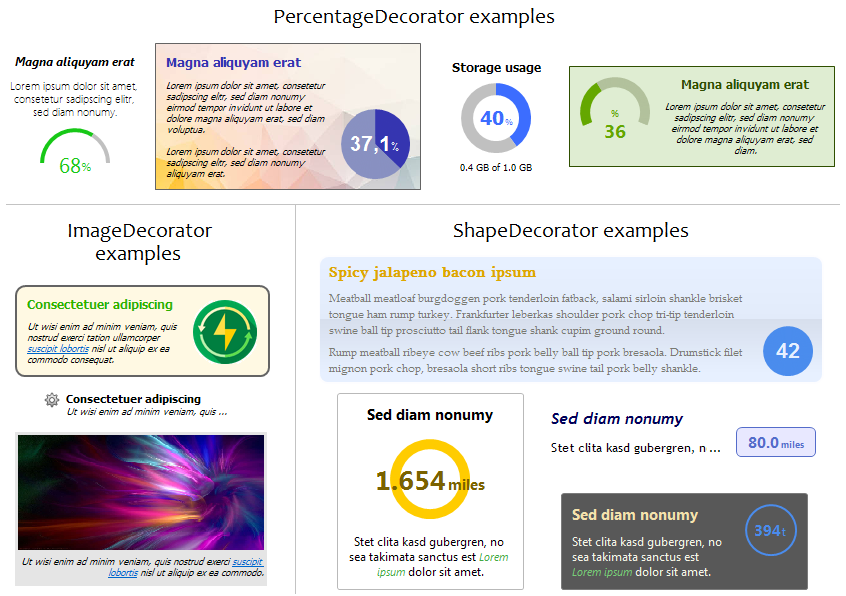 PercentageDecorator examples
Magna aliquyam erat
Lorem ipsum dolor sit amet,
consetetur sadipscing elitr,
sed diam nonumy.
68%
Magna aliquyam erat
Lorem ipsum dolor sit amet, consetetur
sadipscing elitr, sed diam nonumy
eirmod tempor invidunt ut labore et
dolore magna aliquyam erat, sed diam
voluptua.
Lorem ipsum dolor sit amet, consetetur
sadipscing elitr, sed diam nonumy
aliquyam erat.
37,1%
Storage usage
40%
0.4 GB of 1.0 GB
%
36
Magna aliquyam erat
Lorem ipsum dolor sit amet, consetetur
sadipscing elitr, sed diam nonumy
eirmod tempor invidunt ut labore et
dolore magna aliquyam erat, sed
diam.
ImageDecorator
examples
Consectetuer adipiscing
Ut wisi enim ad minim veniam, quis
nostrud exerci tation ullamcorper
suscipit lobortis nisl ut aliquip ex ea
commodo consequat.
Consectetuer adipiscing
Ut wisi enim ad minim veniam, quis ...
Ut wisi enim ad minim veniam, quis nostrud exerci suscipit
lobortis nisl ut aliquip ex ea commodo.
ShapeDecorator examples
Spicy jalapeno bacon ipsum
Meatball meatloaf burgdoggen pork tenderloin fatback, salami sirloin shankle brisket
tongue ham rump turkey. Frankfurter leberkas shoulder pork chop tri-tip tenderloin
swine ball tip prosciutto tail flank tongue shank cupim ground round.
Rump meatball ribeye cow beef ribs pork belly ball tip pork bresaola. Drumstick filet
mignon pork chop, bresaola short ribs tongue swine tail pork belly shankle.
42
Sed diam nonumy
1.654 miles
Stet clita kasd gubergren, no
sea takimata sanctus est Lorem
ipsum dolor sit amet.
Sed diam nonumy
Stet clita kasd gubergren, n ...
80.0 miles
Sed diam nonumy
Stet clita kasd gubergren, no
sea takimata sanctus est
Lorem ipsum dolor sit amet.
394t